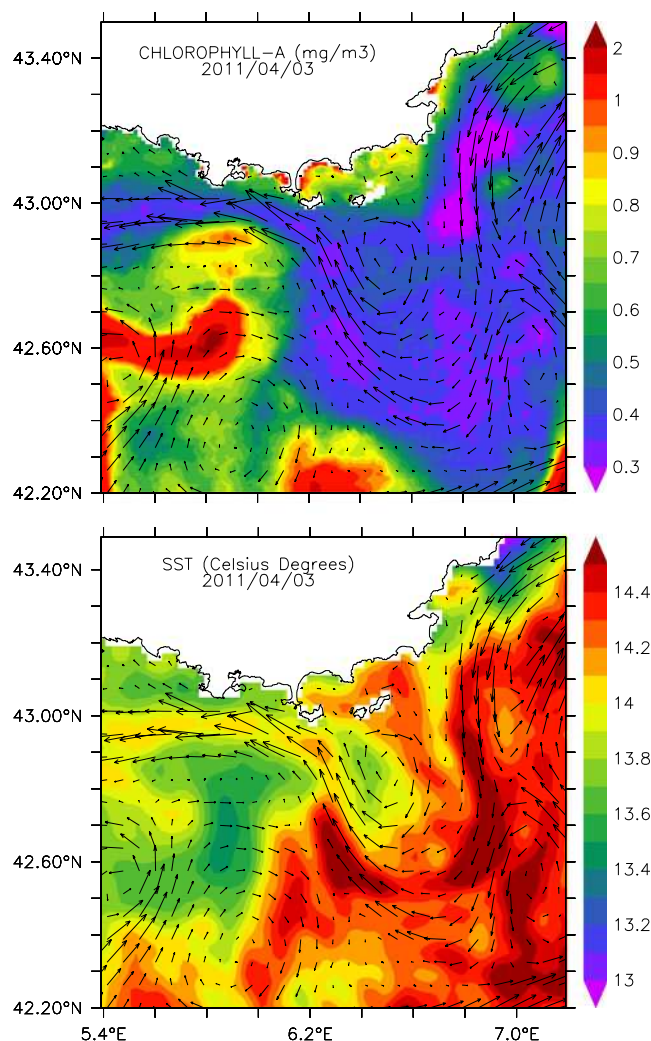 CHLOROPHYLL-A (mg/m3)
2011/04/03
43.40°N
43.00°N
42.60°N
42.20°N
2
1
0.9
0.8
0.7
0.6
0.5
0.4
0.3
SST (Celsius Degrees)
2011/04/03
43.40°N
43.00°N
42.60°N
42.20°N
14.4
14.2
14
13.8
13.6
13.4
13.2
13
5.4°E
6.2°E
7.0°E